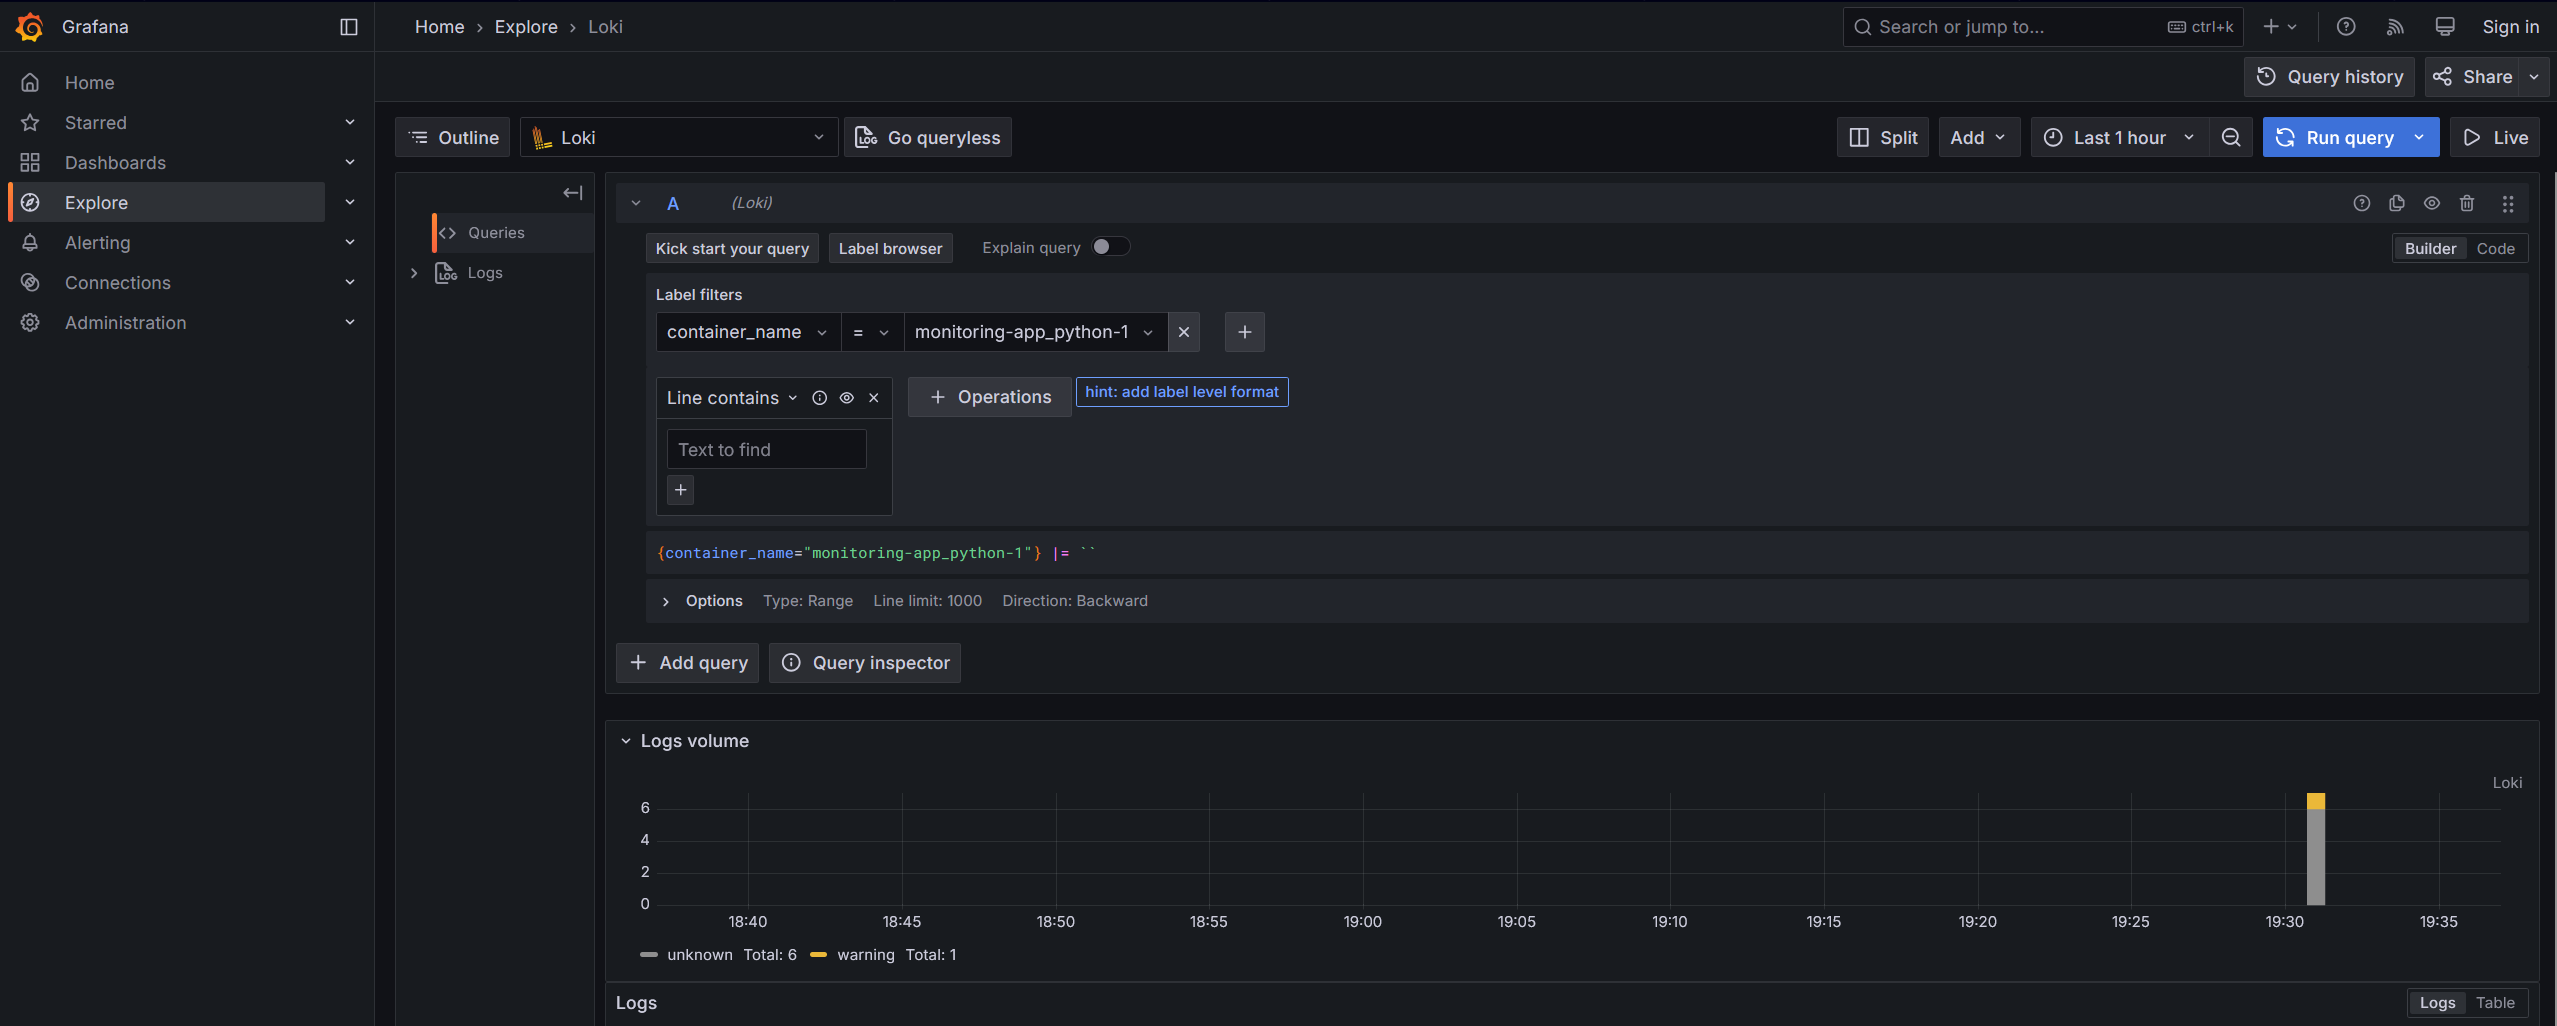 Grafana
Home › Explore › Loki
Search or jump to... ctrl+k
Sign in
Home
Starred
Dashboards
Explore
Alerting
Connections
Administration
Query history
Share
Outline
Loki
Go queryless
Split
Add
Last 1 hour
Run query
Live
Queries
Logs
A (Loki)
Kick start your query
Label browser
Explain query
Builder
Code
Label filters
container_name = monitoring-app_python-1
Line contains
Operations
hint: add label level format
Text to find
{container_name="monitoring-app_python-1"} |= ``
Options Type: Range Line limit: 1000 Direction: Backward
Add query
Query inspector
Logs volume
Loki
6
4
2
0
18:40 18:45 18:50 18:55 19:00 19:05 19:10 19:15 19:20 19:25 19:30 19:35
unknown Total: 6 warning Total: 1
Logs
Logs
Table